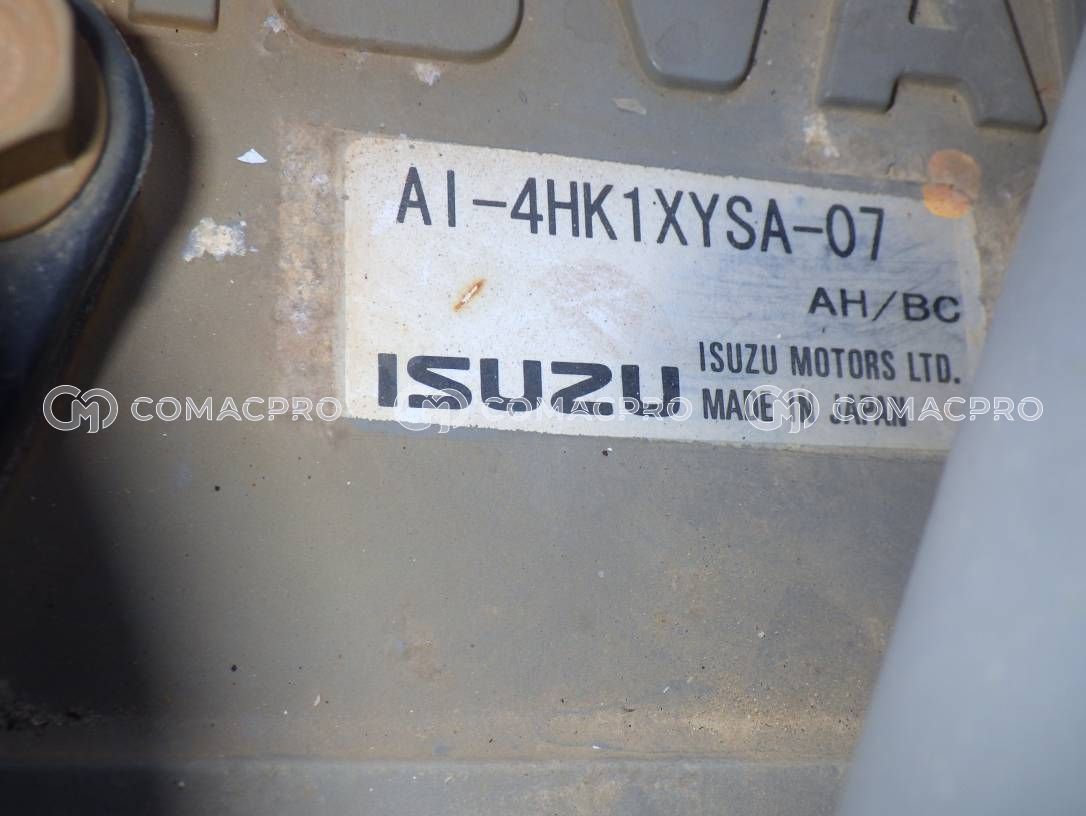 AI-4HK1XYSA-07
AH/BC
ISUZU
ISUZU MOTORS LTD.
MADE IN JAPAN
COMACPRO COMACPRO COMACPRO